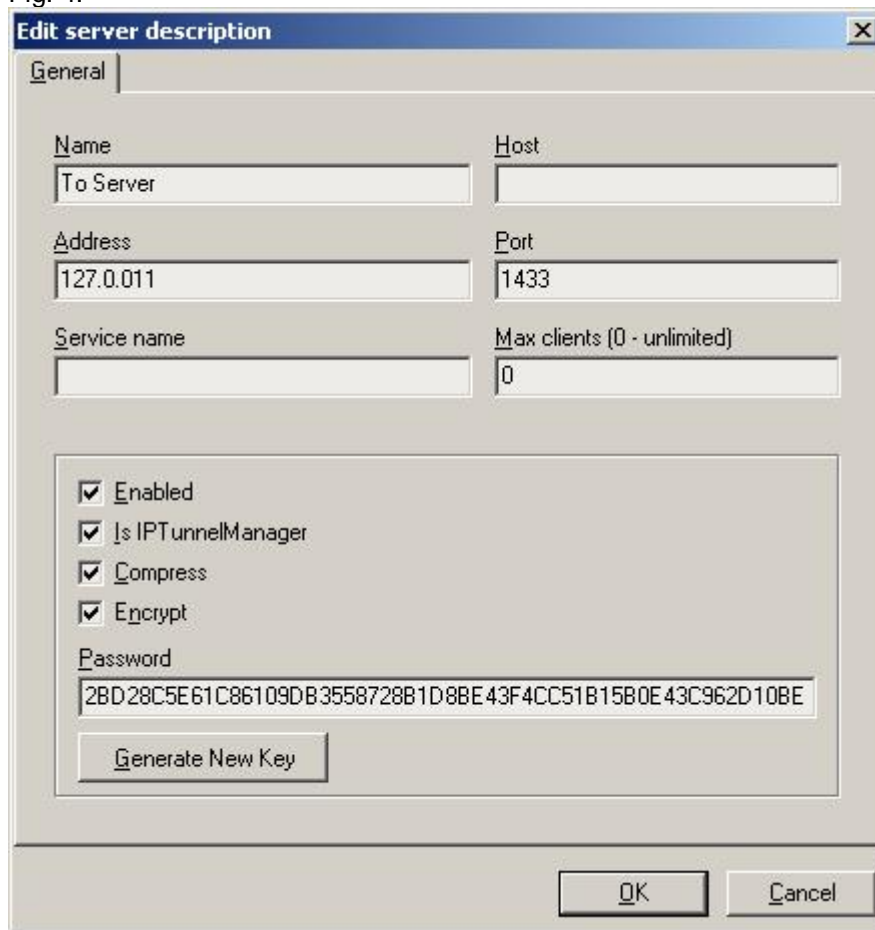 Edit server description
General
Name
Host
To Server
Address
Port
127.0.011
1433
Service name
Max clients (0 - unlimited)
0
Enabled
Is IPTunnelManager
Compress
Encrypt
Password
2BD28C5E61C86109DB3558728B1D8BE43F4CC51B15B0E43C962D10BE
Generate New Key
OK
Cancel